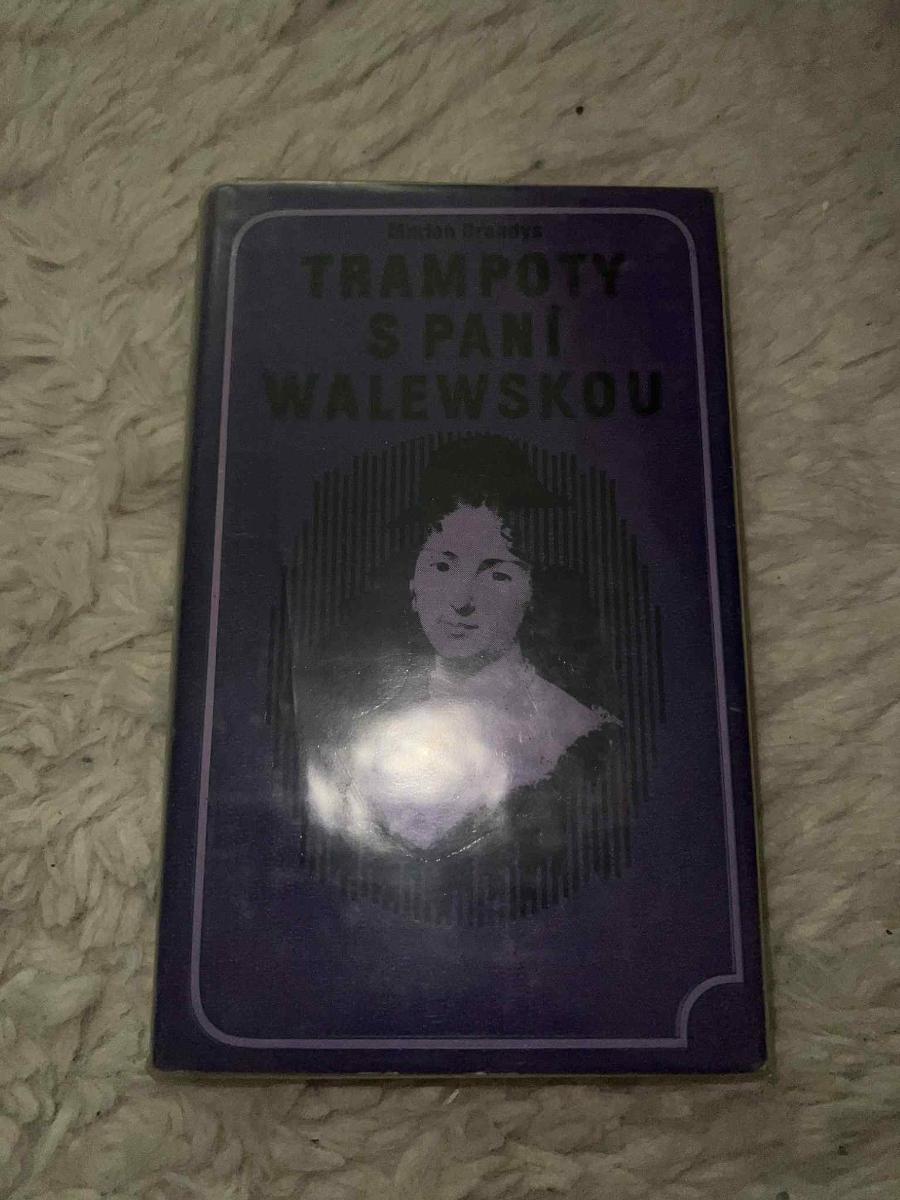 Marian Brandys
TRAMPOTY
S PANÍ
WALEWSKOU